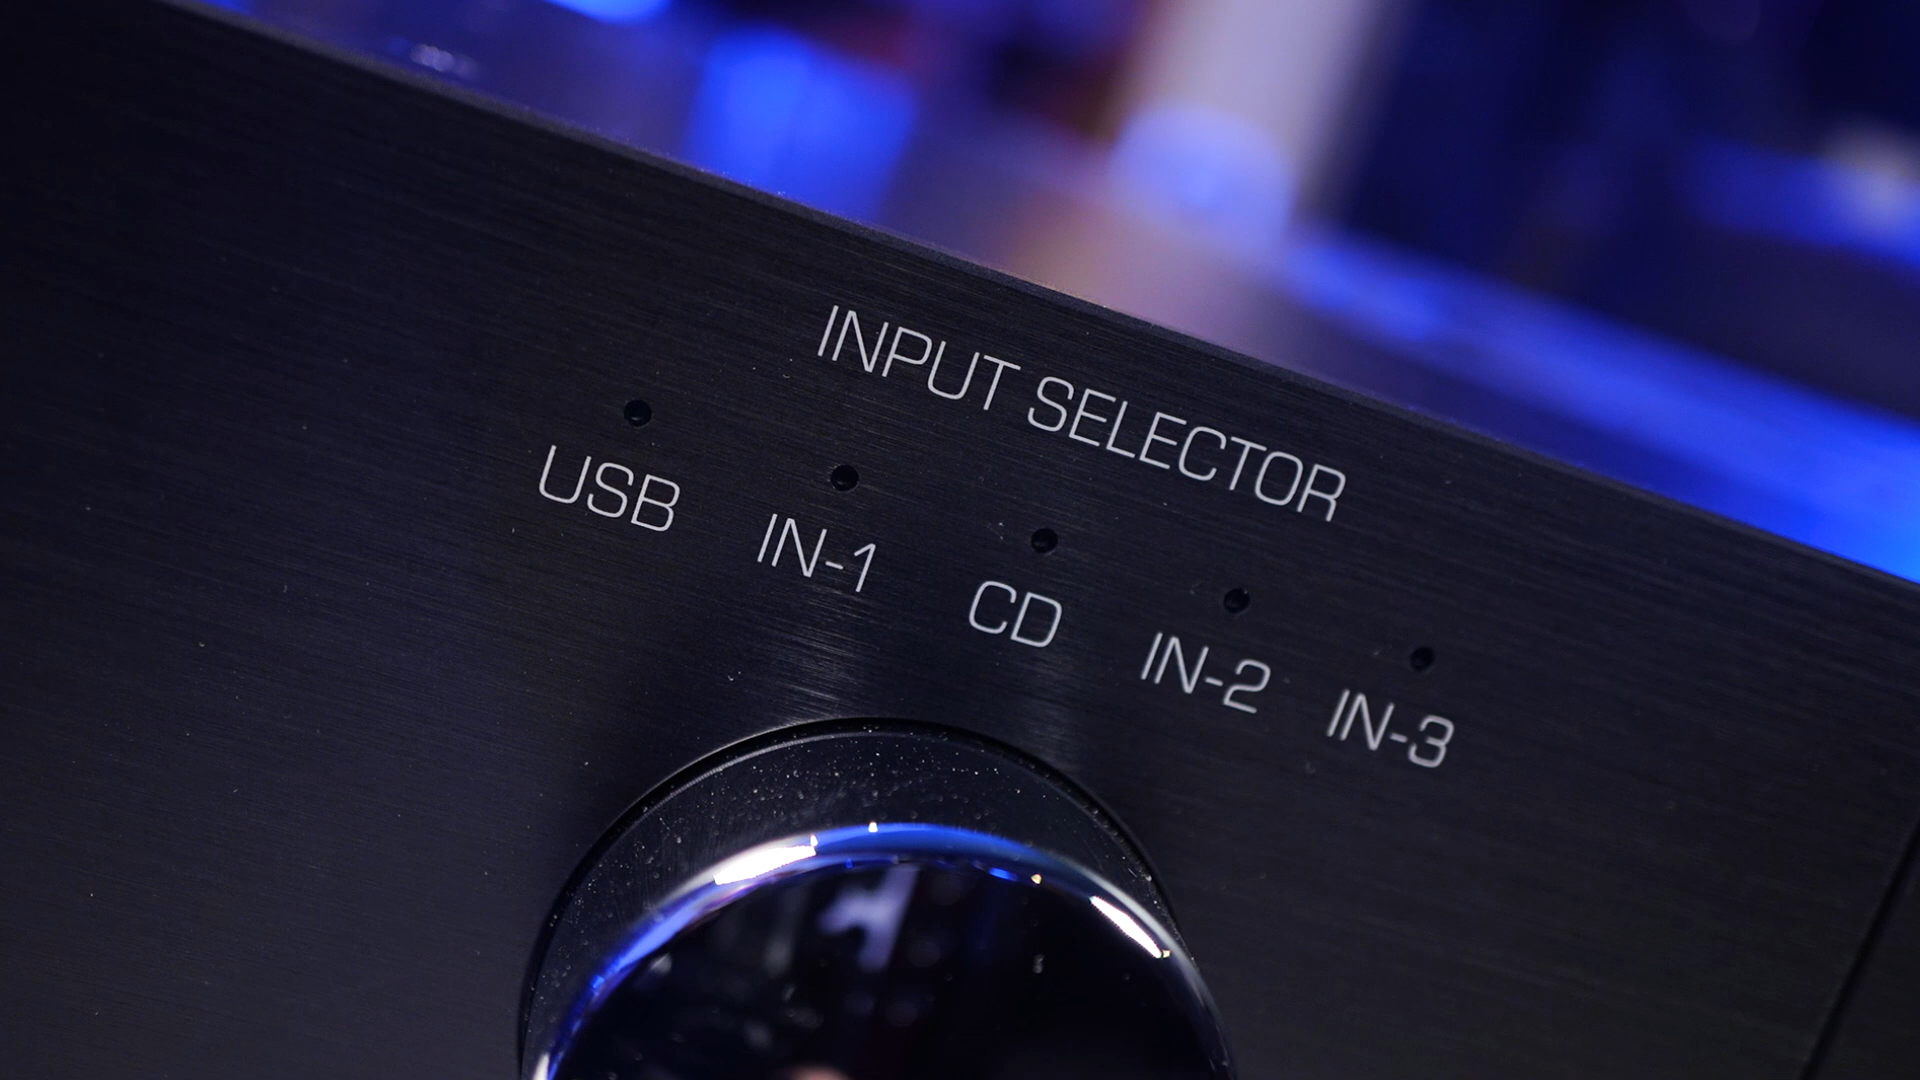 INPUT SELECTOR
USB
IN-1
CD
IN-2
IN-3